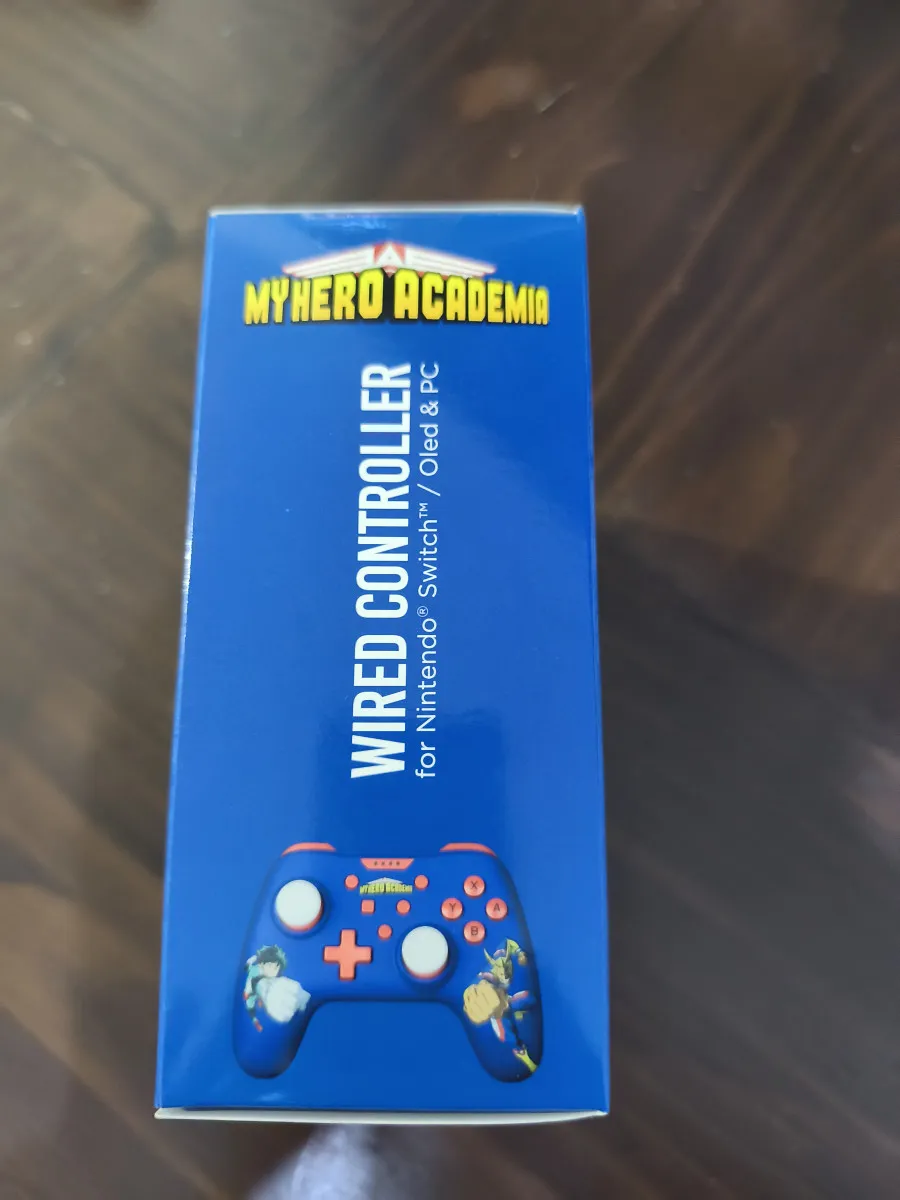 MY HERO ACADEMIA
WIRED CONTROLLER
for Nintendo® Switch™ / Oled & PC
MY HERO ACADEMIA
X
Y A
B